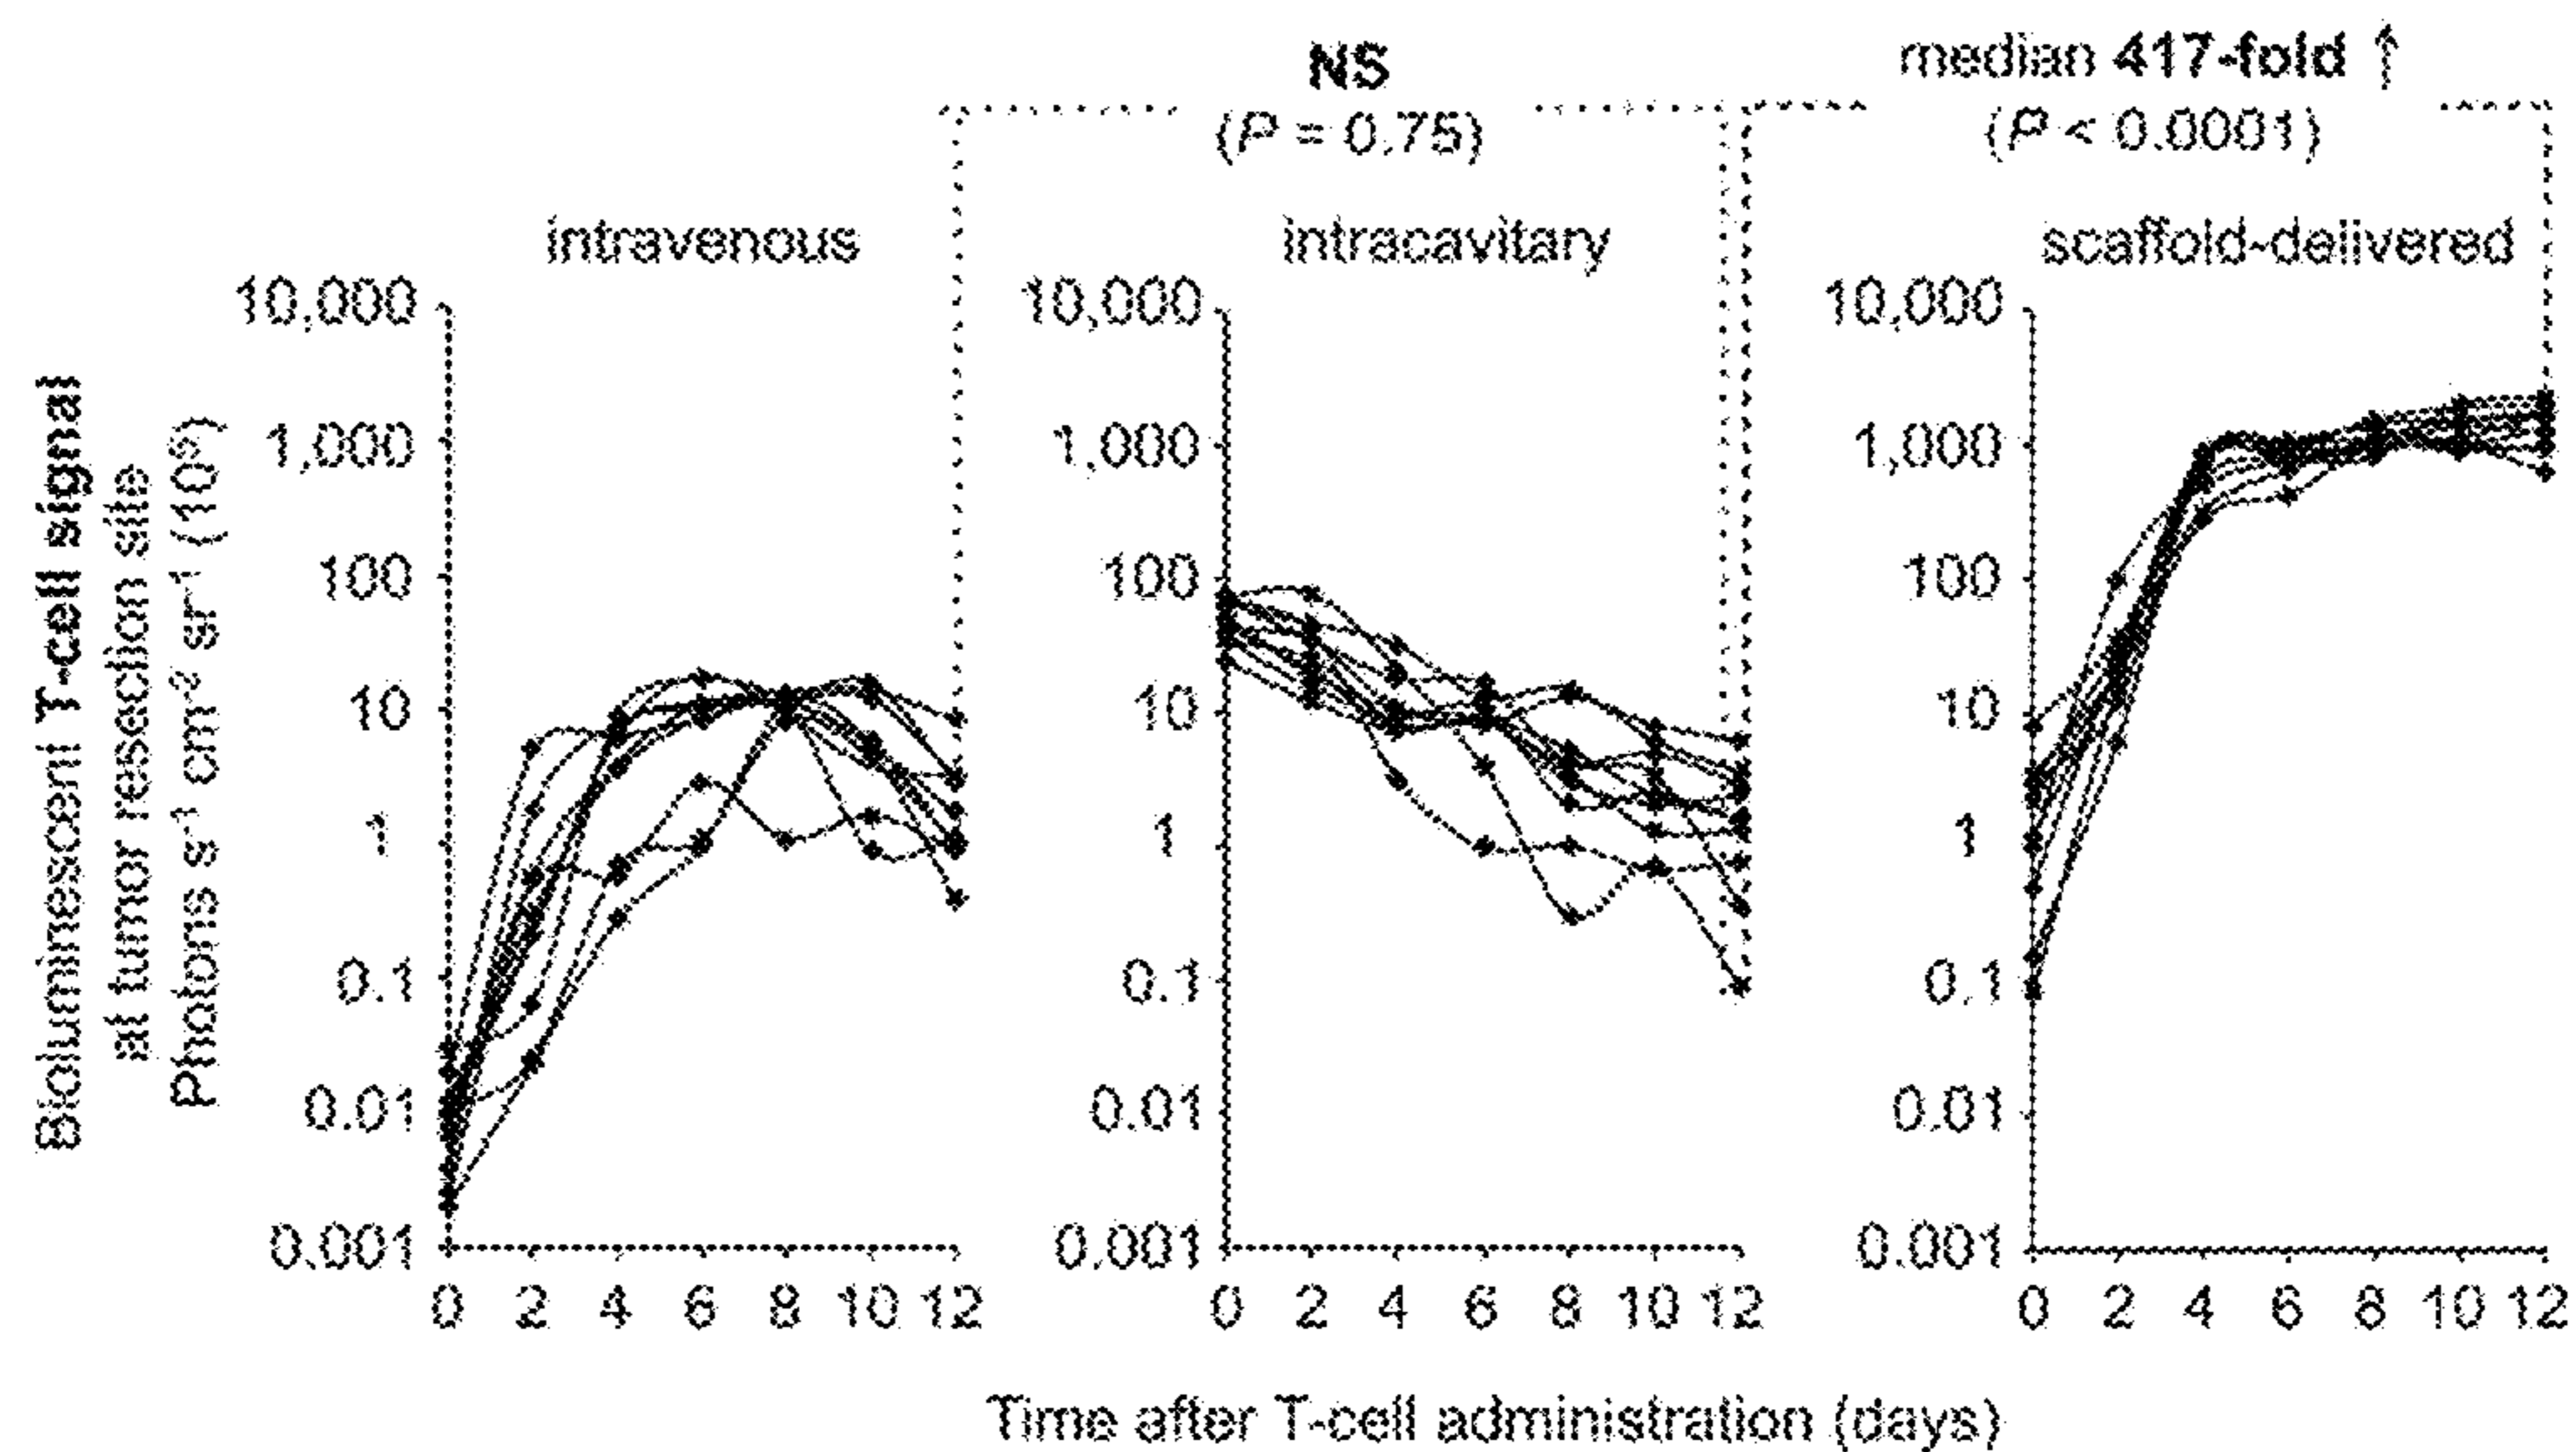 NS
(P = 0.75)
median 417-fold ↑
(P < 0.0001)
intravenous
intracavitary
scaffold-delivered
Bioluminescent T-cell signal
at tumor resection site
Photons s⁻¹ cm⁻² sr⁻¹ (10⁶)
10,000
1,000
100
10
1
0.1
0.01
0.001
0 2 4 6 8 10 12
10,000
1,000
100
10
1
0.1
0.01
0.001
0 2 4 6 8 10 12
10,000
1,000
100
10
1
0.1
0.01
0.001
0 2 4 6 8 10 12
Time after T-cell administration (days)